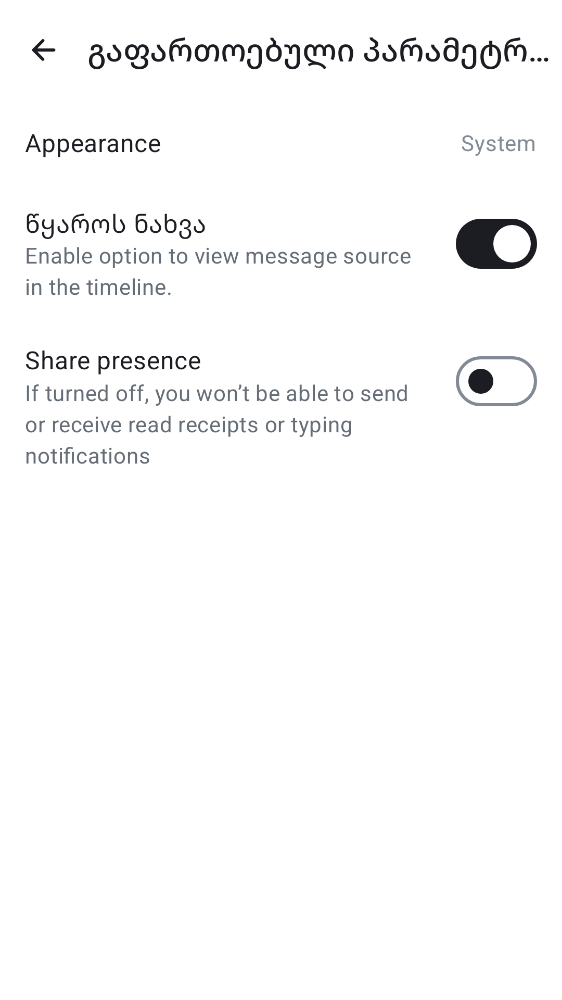 გაფართოებული პარამეტრ...
Appearance
System
წყაროს ნახვა
Enable option to view message source
in the timeline.
Share presence
If turned off, you won’t be able to send
or receive read receipts or typing
notifications